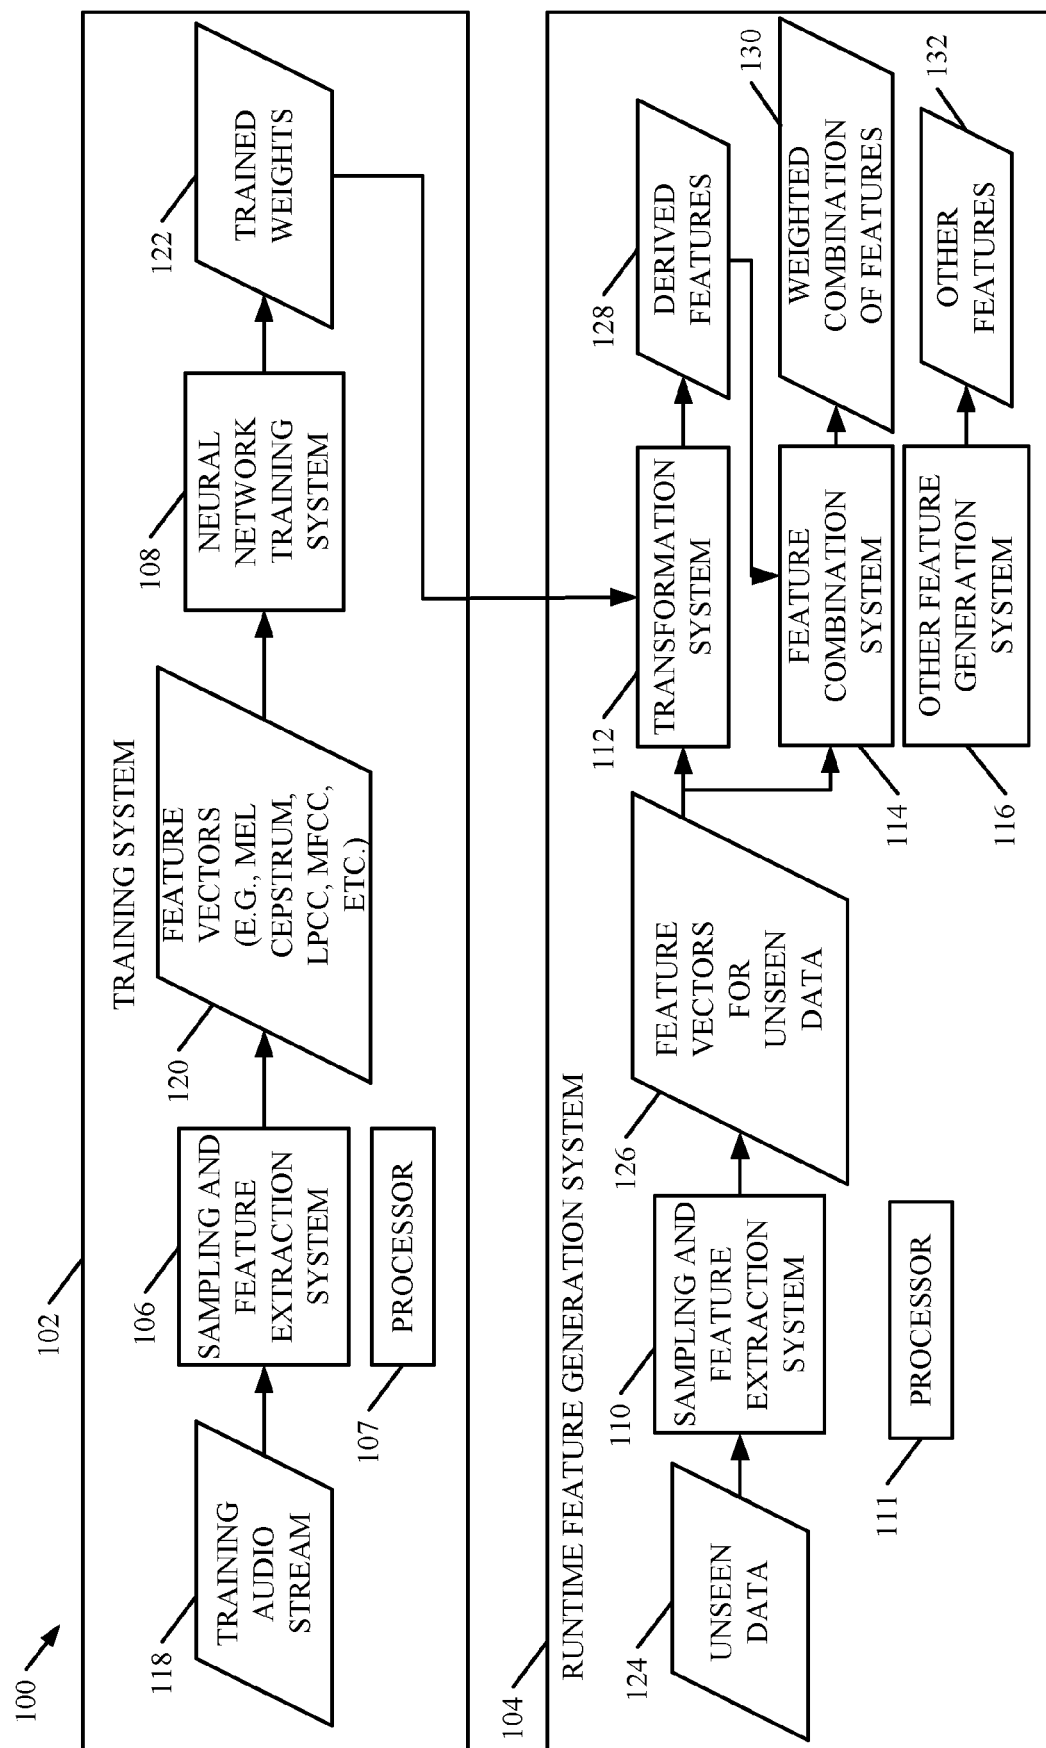 100
102
TRAINING SYSTEM
118
TRAINING
AUDIO
STREAM
106
SAMPLING AND
FEATURE
EXTRACTION
SYSTEM
107
PROCESSOR
120
FEATURE
VECTORS
(E.G., MEL
CEPSTRUM,
LPCC, MFCC,
ETC.)
108
NEURAL
NETWORK
TRAINING
SYSTEM
122
TRAINED
WEIGHTS
104
RUNTIME FEATURE GENERATION SYSTEM
124
UNSEEN
DATA
110
SAMPLING AND
FEATURE
EXTRACTION
SYSTEM
111
PROCESSOR
126
FEATURE
VECTORS
FOR
UNSEEN
DATA
112
TRANSFORMATION
SYSTEM
114
FEATURE
COMBINATION
SYSTEM
116
OTHER FEATURE
GENERATION
SYSTEM
128
DERIVED
FEATURES
130
WEIGHTED
COMBINATION
OF FEATURES
132
OTHER
FEATURES